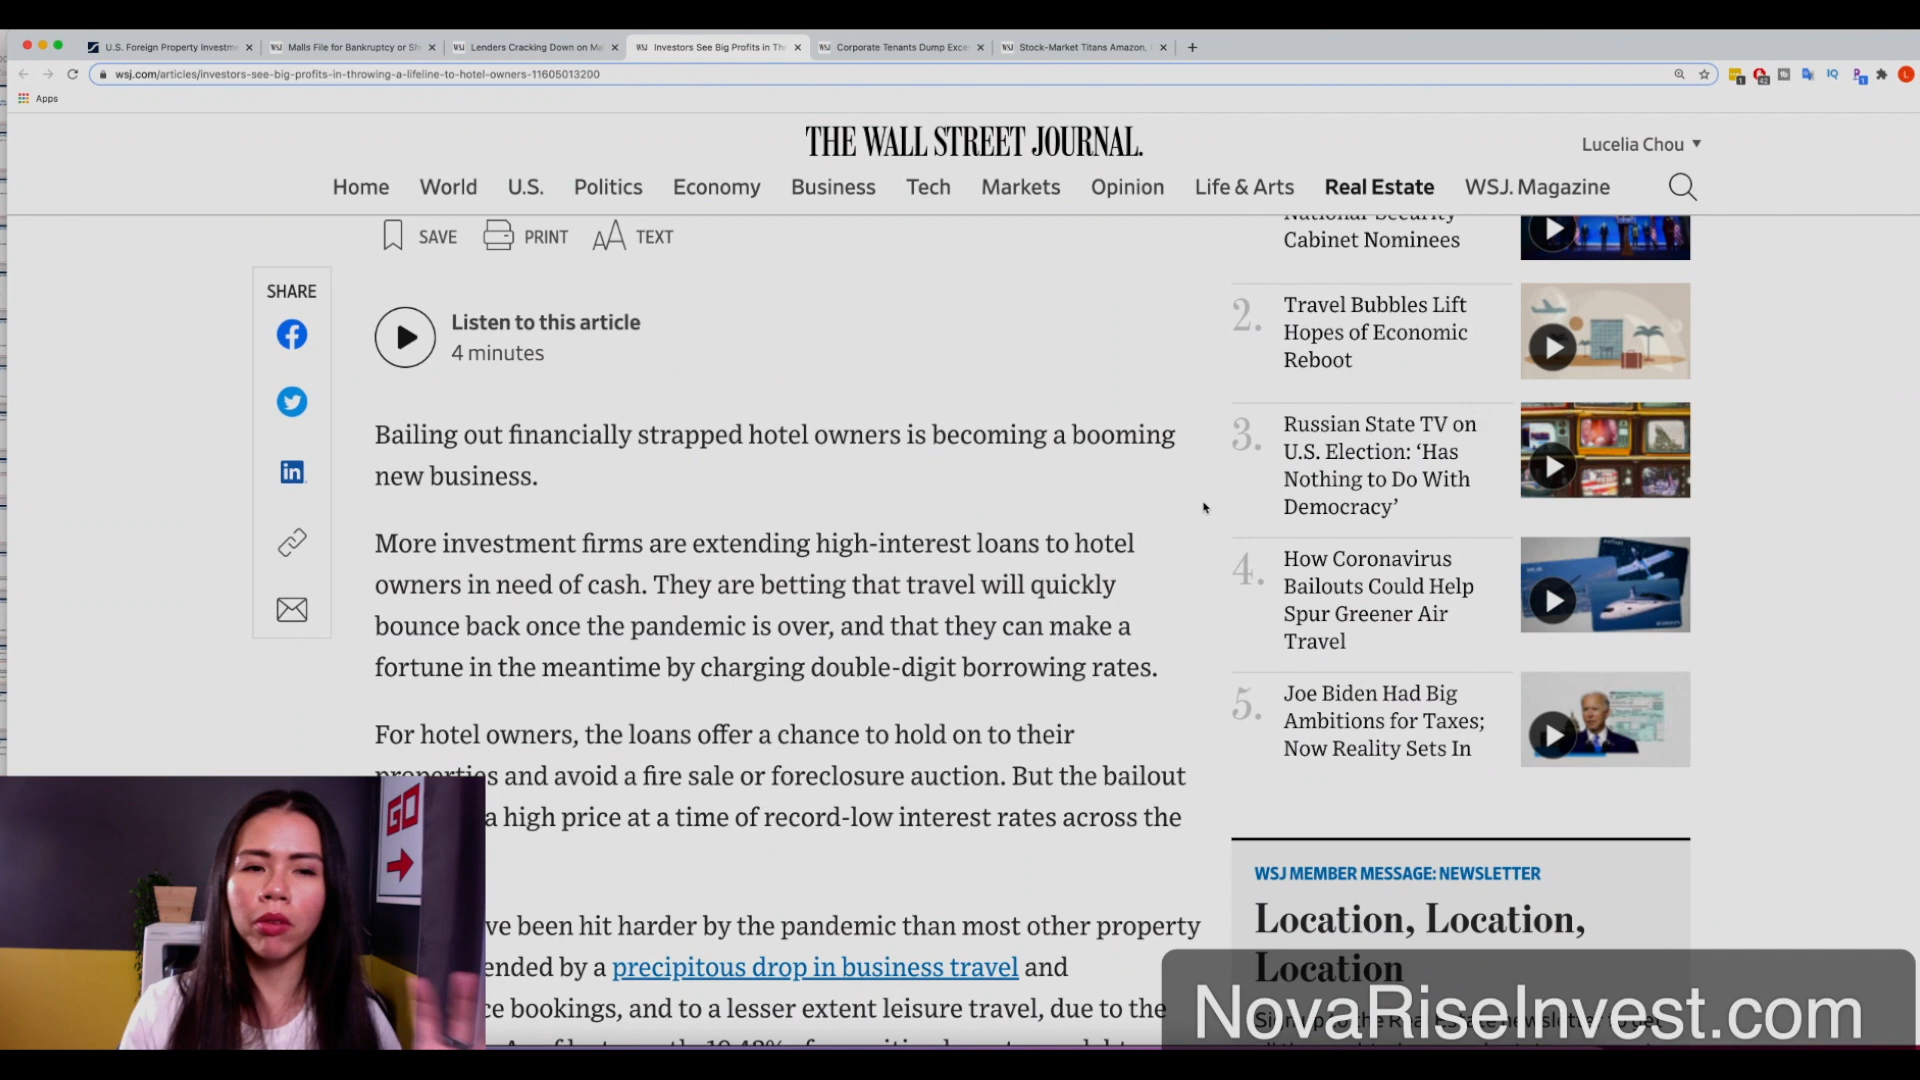 U.S. Foreign Property Investm
WSJ Malls File for Bankruptcy or Sh
WSJ Lenders Cracking Down on Ma
WSJ Investors See Big Profits in Th
WSJ Corporate Tenants Dump Exce
WSJ Stock-Market Titans Amazon,
wsj.com/articles/investors-see-big-profits-in-throwing-a-lifeline-to-hotel-owners-11605013200
Apps
THE WALL STREET JOURNAL.
Lucelia Chou
Home World U.S. Politics Economy Business Tech Markets Opinion Life & Arts Real Estate WSJ. Magazine
SAVE PRINT TEXT
SHARE
Listen to this article
4 minutes
Bailing out financially strapped hotel owners is becoming a booming
new business.
More investment firms are extending high-interest loans to hotel
owners in need of cash. They are betting that travel will quickly
bounce back once the pandemic is over, and that they can make a
fortune in the meantime by charging double-digit borrowing rates.
For hotel owners, the loans offer a chance to hold on to their
properties and avoid a fire sale or foreclosure auction. But the bailout
a high price at a time of record-low interest rates across the
ve been hit harder by the pandemic than most other property
ended by a precipitous drop in business travel and
ce bookings, and to a lesser extent leisure travel, due to the
National Security
Cabinet Nominees
2. Travel Bubbles Lift
Hopes of Economic
Reboot
3. Russian State TV on
U.S. Election: ‘Has
Nothing to Do With
Democracy’
4. How Coronavirus
Bailouts Could Help
Spur Greener Air
Travel
5. Joe Biden Had Big
Ambitions for Taxes;
Now Reality Sets In
WSJ MEMBER MESSAGE: NEWSLETTER
Location, Location,
Location
GO
NovaRiseInvest.com